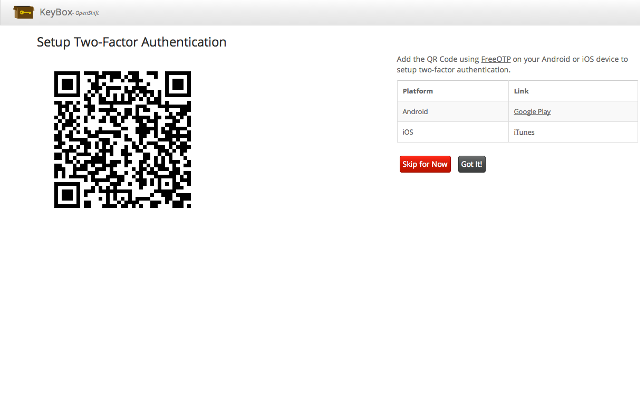 KeyBox- OpenShift
Setup Two-Factor Authentication
Add the QR Code using FreeOTP on your Android or iOS device to
setup two-factor authentication.
Platform Link
Android Google Play
iOS iTunes
Skip for Now Got It!